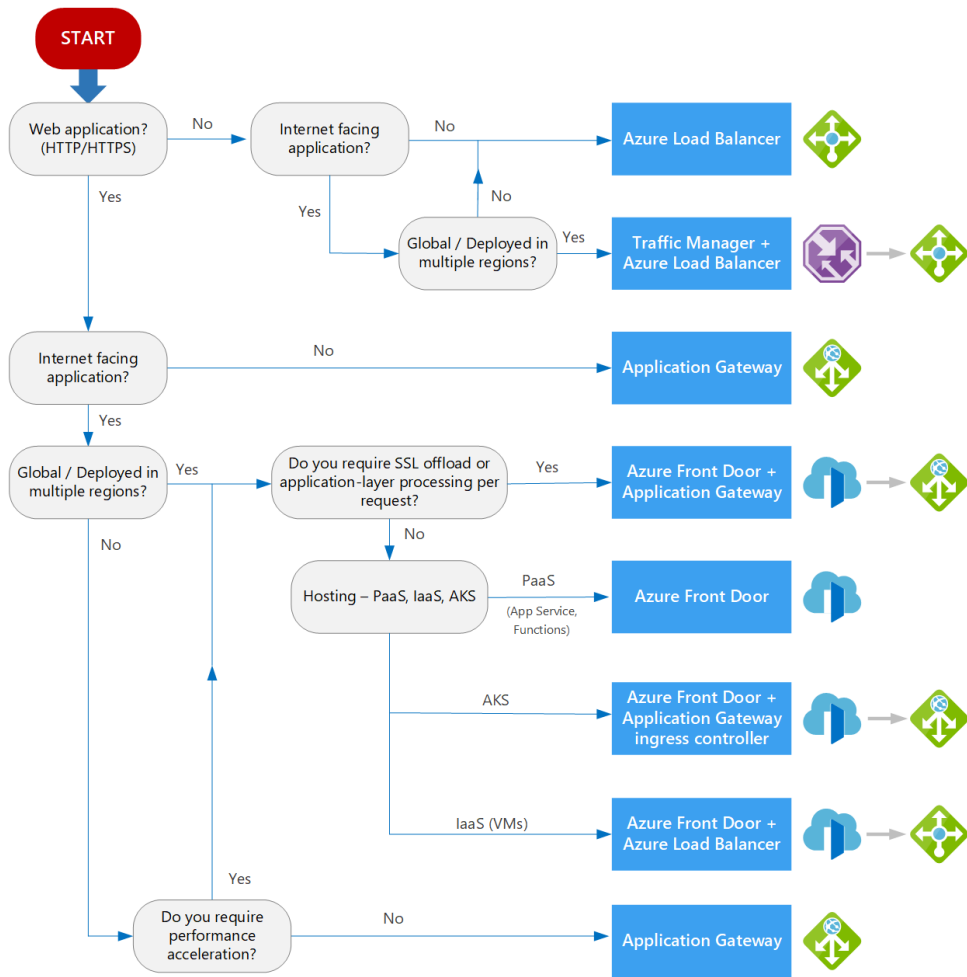 START
Web application?
(HTTP/HTTPS)
No
Internet facing
application?
No
Azure Load Balancer
Yes
Yes
No
Global / Deployed in
multiple regions?
Yes
Traffic Manager +
Azure Load Balancer
Internet facing
application?
No
Application Gateway
Yes
Global / Deployed in
multiple regions?
Yes
Do you require SSL offload or
application-layer processing per
request?
Yes
Azure Front Door +
Application Gateway
No
No
Hosting – PaaS, IaaS, AKS
PaaS
(App Service,
Functions)
Azure Front Door
AKS
Azure Front Door +
Application Gateway
ingress controller
IaaS (VMs)
Azure Front Door +
Azure Load Balancer
Yes
Do you require
performance
acceleration?
No
Application Gateway